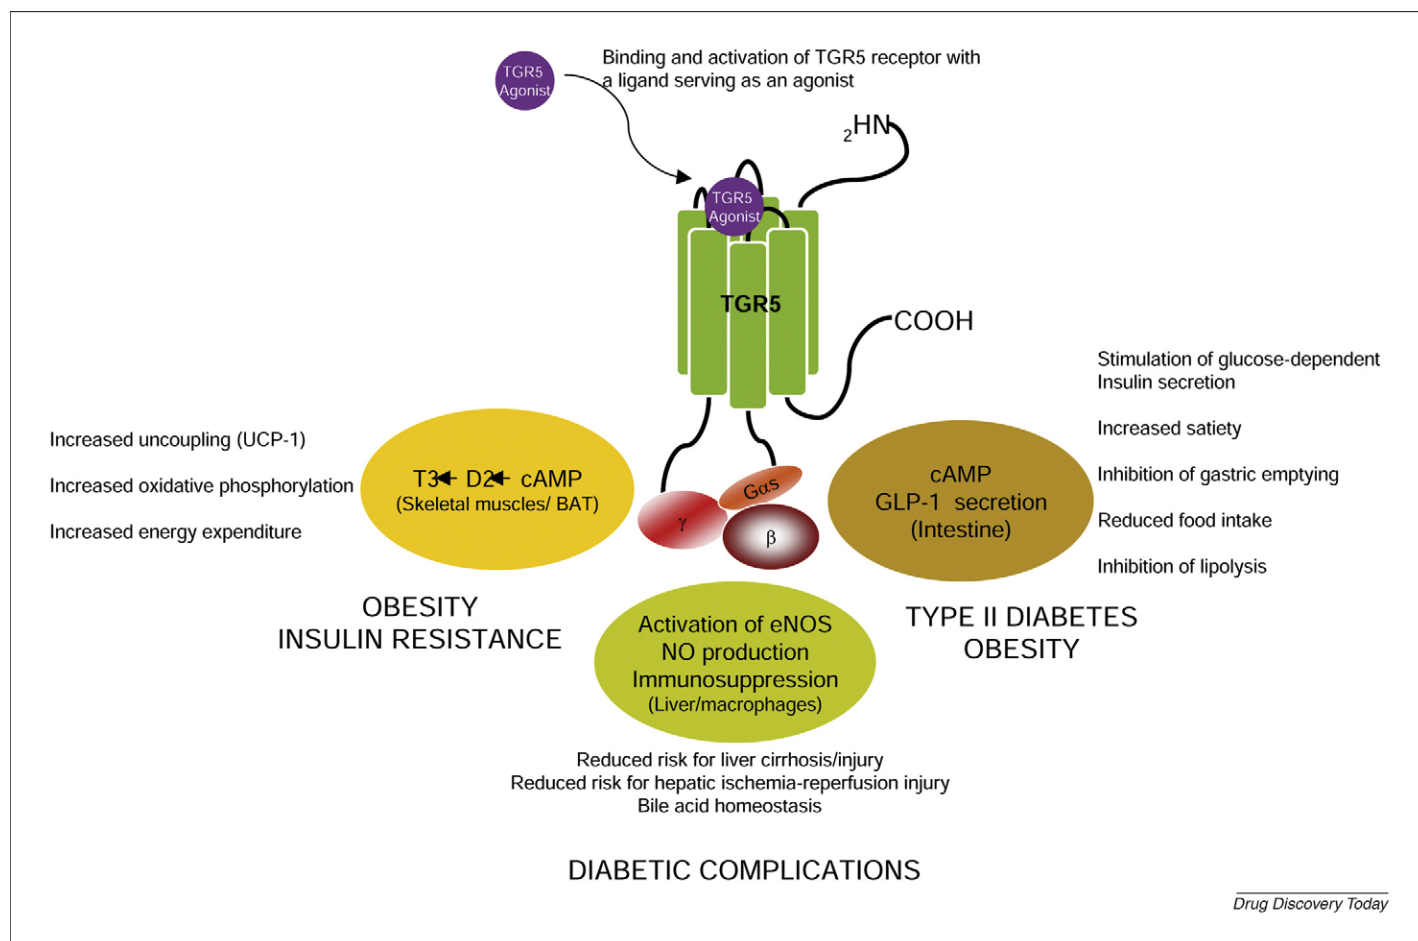 TGR5
Agonist
Binding and activation of TGR5 receptor with
a ligand serving as an agonist
2HN
TGR5
Agonist
TGR5
COOH
Increased uncoupling (UCP-1)
Increased oxidative phosphorylation
Increased energy expenditure
T3 D2 cAMP
(Skeletal muscles/ BAT)
OBESITY
INSULIN RESISTANCE
Gαs
γ
β
cAMP
GLP-1 secretion
(Intestine)
Stimulation of glucose-dependent
Insulin secretion
Increased satiety
Inhibition of gastric emptying
Reduced food intake
Inhibition of lipolysis
TYPE II DIABETES
OBESITY
Activation of eNOS
NO production
Immunosuppression
(Liver/macrophages)
Reduced risk for liver cirrhosis/injury
Reduced risk for hepatic ischemia-reperfusion injury
Bile acid homeostasis
DIABETIC COMPLICATIONS
Drug Discovery Today